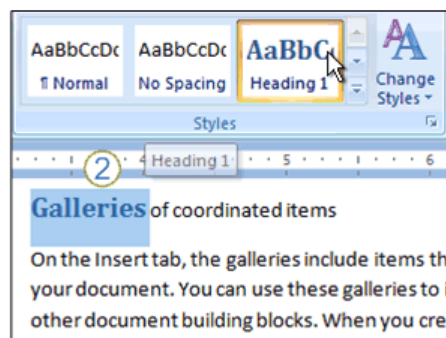 AaBbCcDc AaBbCcDc AaBbC
¶ Normal No Spacing Heading 1
Change
Styles
Styles
2 4 Heading 1 5 6
Galleries of coordinated items
On the Insert tab, the galleries include items
your document. You can use these galleries to
other document building blocks. When you